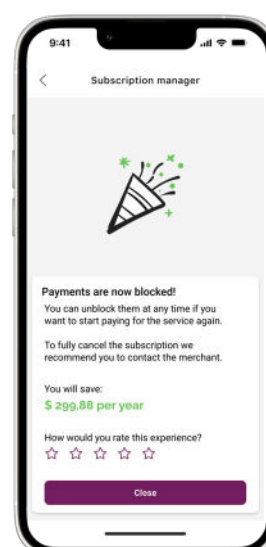 9:41
Subscription manager
Payments are now blocked!
You can unblock them at any time if you
want to start paying for the service again.
To fully cancel the subscription we
recommend you to contact the merchant.
You will save:
$ 299,88 per year
How would you rate this experience?
Close